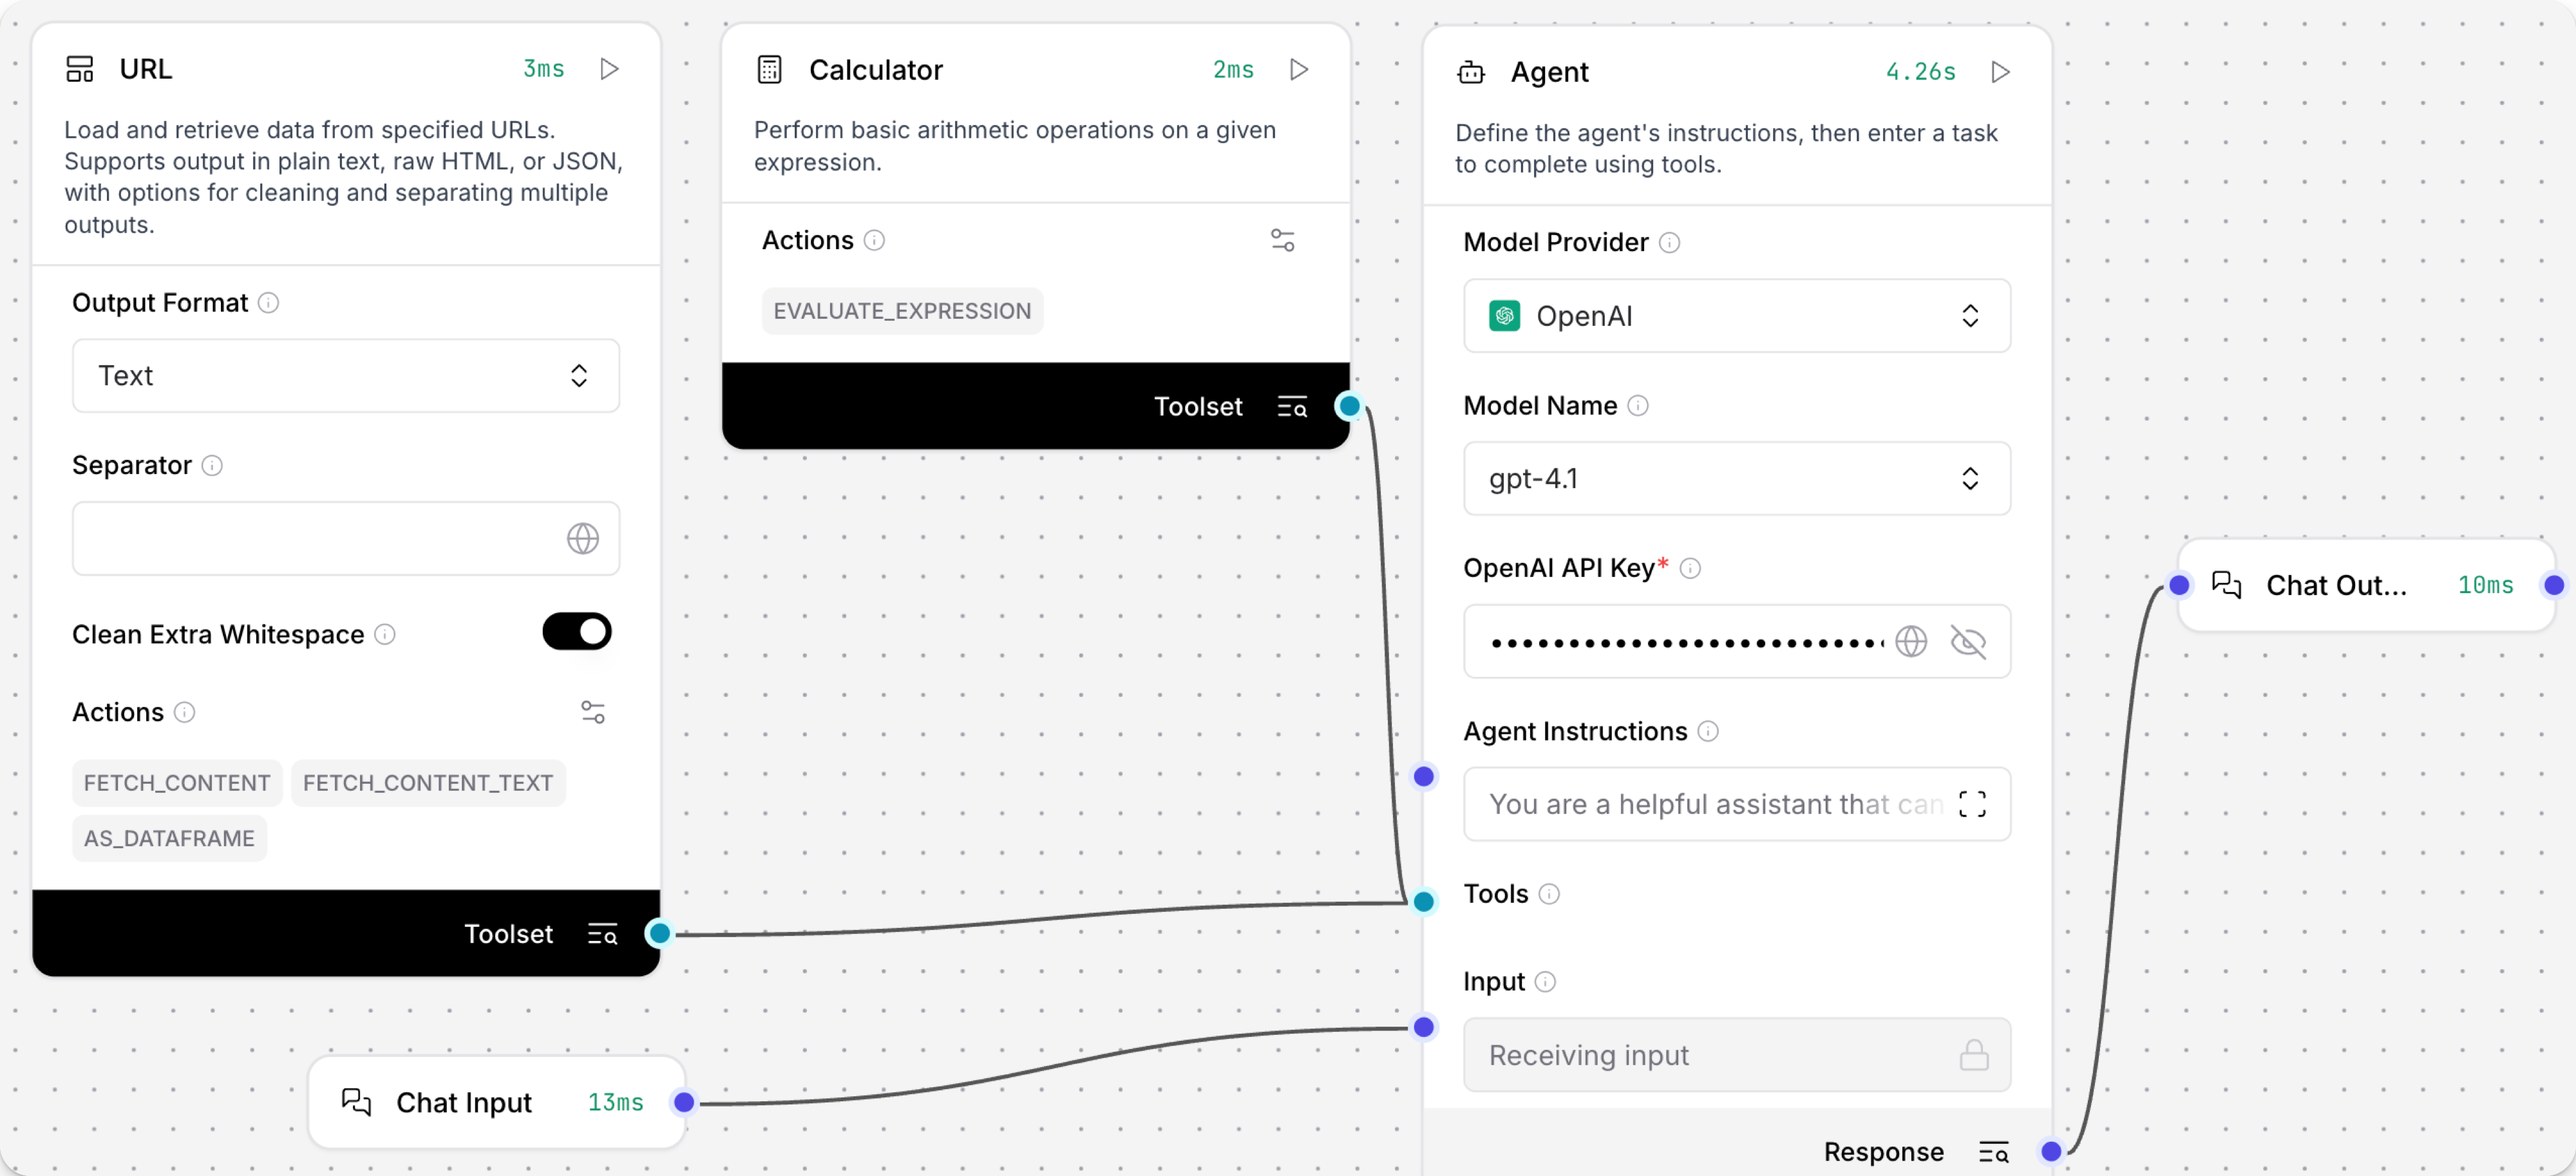 URL
3ms
Load and retrieve data from specified URLs.
Supports output in plain text, raw HTML, or JSON,
with options for cleaning and separating multiple
outputs.
Output Format
Text
Separator
Clean Extra Whitespace
Actions
FETCH_CONTENT
FETCH_CONTENT_TEXT
AS_DATAFRAME
Toolset
Chat Input
13ms
Calculator
2ms
Perform basic arithmetic operations on a given
expression.
Actions
EVALUATE_EXPRESSION
Toolset
Agent
4.26s
Define the agent's instructions, then enter a task
to complete using tools.
Model Provider
OpenAI
Model Name
gpt-4.1
OpenAI API Key*
Agent Instructions
You are a helpful assistant that can
Tools
Input
Receiving input
Response
Chat Out...
10ms